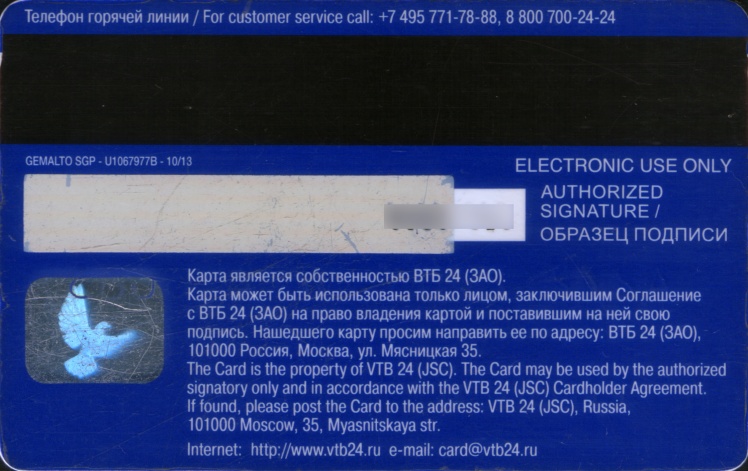 Телефон горячей линии / For customer service call: +7 495 771-78-88, 8 800 700-24-24
GEMALTO SGP - U1067977B - 10/13
ELECTRONIC USE ONLY
AUTHORIZED
SIGNATURE /
ОБРАЗЕЦ ПОДПИСИ
Карта является собственностью ВТБ 24 (ЗАО).
Карта может быть использована только лицом, заключившим Соглашение
с ВТБ 24 (ЗАО) на право владения картой и поставившим на ней свою
подпись. Нашедшего карту просим направить ее по адресу: ВТБ 24 (ЗАО),
101000 Россия, Москва, ул. Мясницкая 35.
The Card is the property of VTB 24 (JSC). The Card may be used by the authorized
signatory only and in accordance with the VTB 24 (JSC) Cardholder Agreement.
If found, please post the Card to the address: VTB 24 (JSC), Russia,
101000 Moscow, 35, Myasnitskaya str.
Internet: http://www.vtb24.ru e-mail: card@vtb24.ru